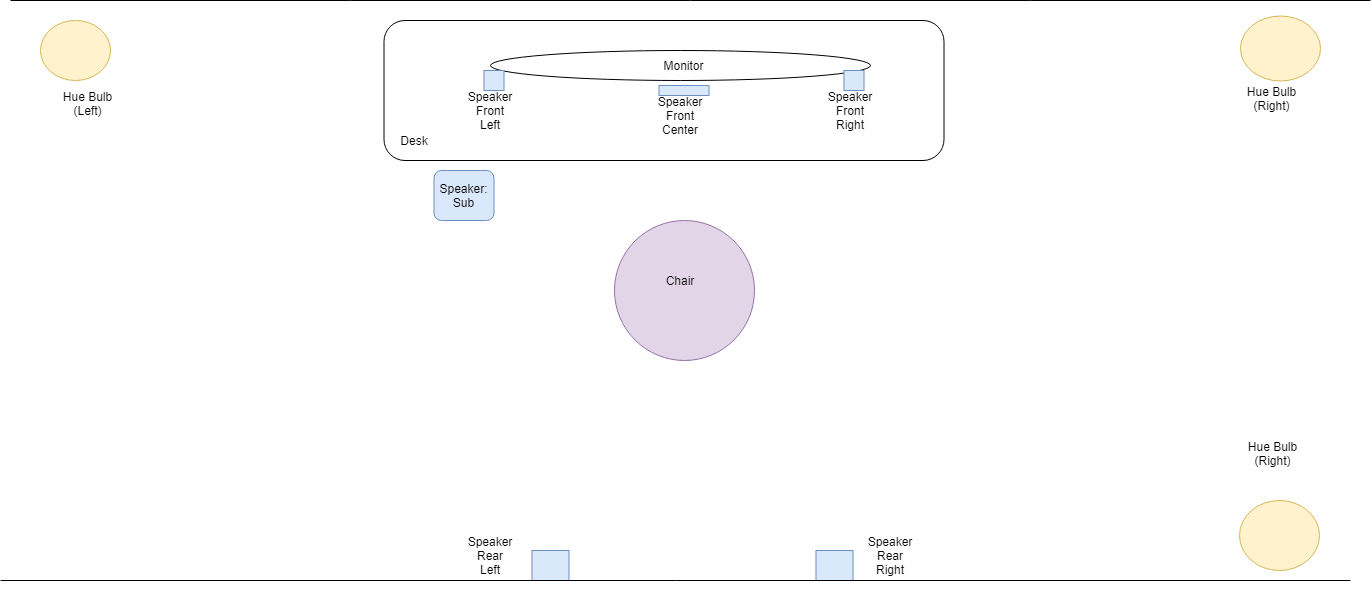 Hue Bulb
(Left)
Monitor
Hue Bulb
(Right)
Speaker
Front
Left
Speaker
Front
Center
Speaker
Front
Right
Desk
Speaker:
Sub
Chair
Hue Bulb
(Right)
Speaker
Rear
Left
Speaker
Rear
Right